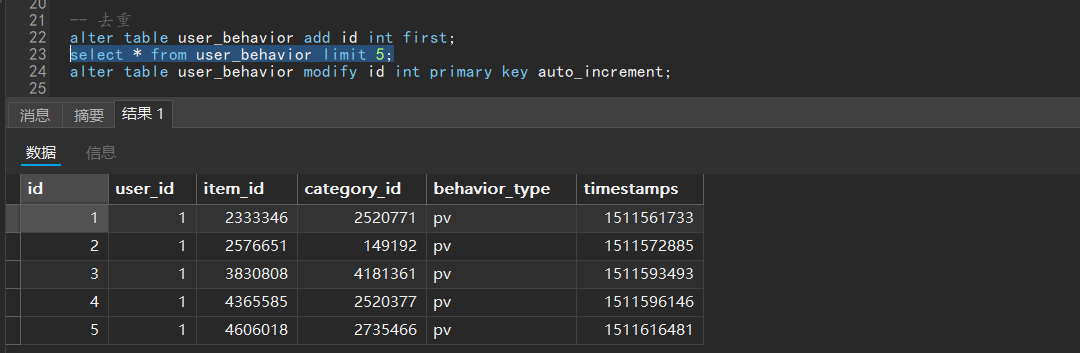 20
21 -- 去重
22 alter table user_behavior add id int first;
23 select * from user_behavior limit 5;
24 alter table user_behavior modify id int primary key auto_increment;
25
消息 摘要 结果 1
数据 信息
id user_id item_id category_id behavior_type timestamps
1 1 2333346 2520771 pv 1511561733
2 1 2576651 149192 pv 1511572885
3 1 3830808 4181361 pv 1511593493
4 1 4365585 2520377 pv 1511596146
5 1 4606018 2735466 pv 1511616481